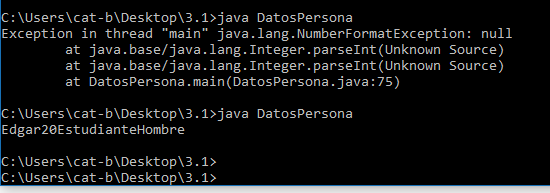 C:\Users\cat-b\Desktop\3.1>java DatosPersona
Exception in thread "main" java.lang.NumberFormatException: null
        at java.base/java.lang.Integer.parseInt(Unknown Source)
        at java.base/java.lang.Integer.parseInt(Unknown Source)
        at DatosPersona.main(DatosPersona.java:75)
C:\Users\cat-b\Desktop\3.1>java DatosPersona
Edgar20EstudianteHombre
C:\Users\cat-b\Desktop\3.1>
C:\Users\cat-b\Desktop\3.1>